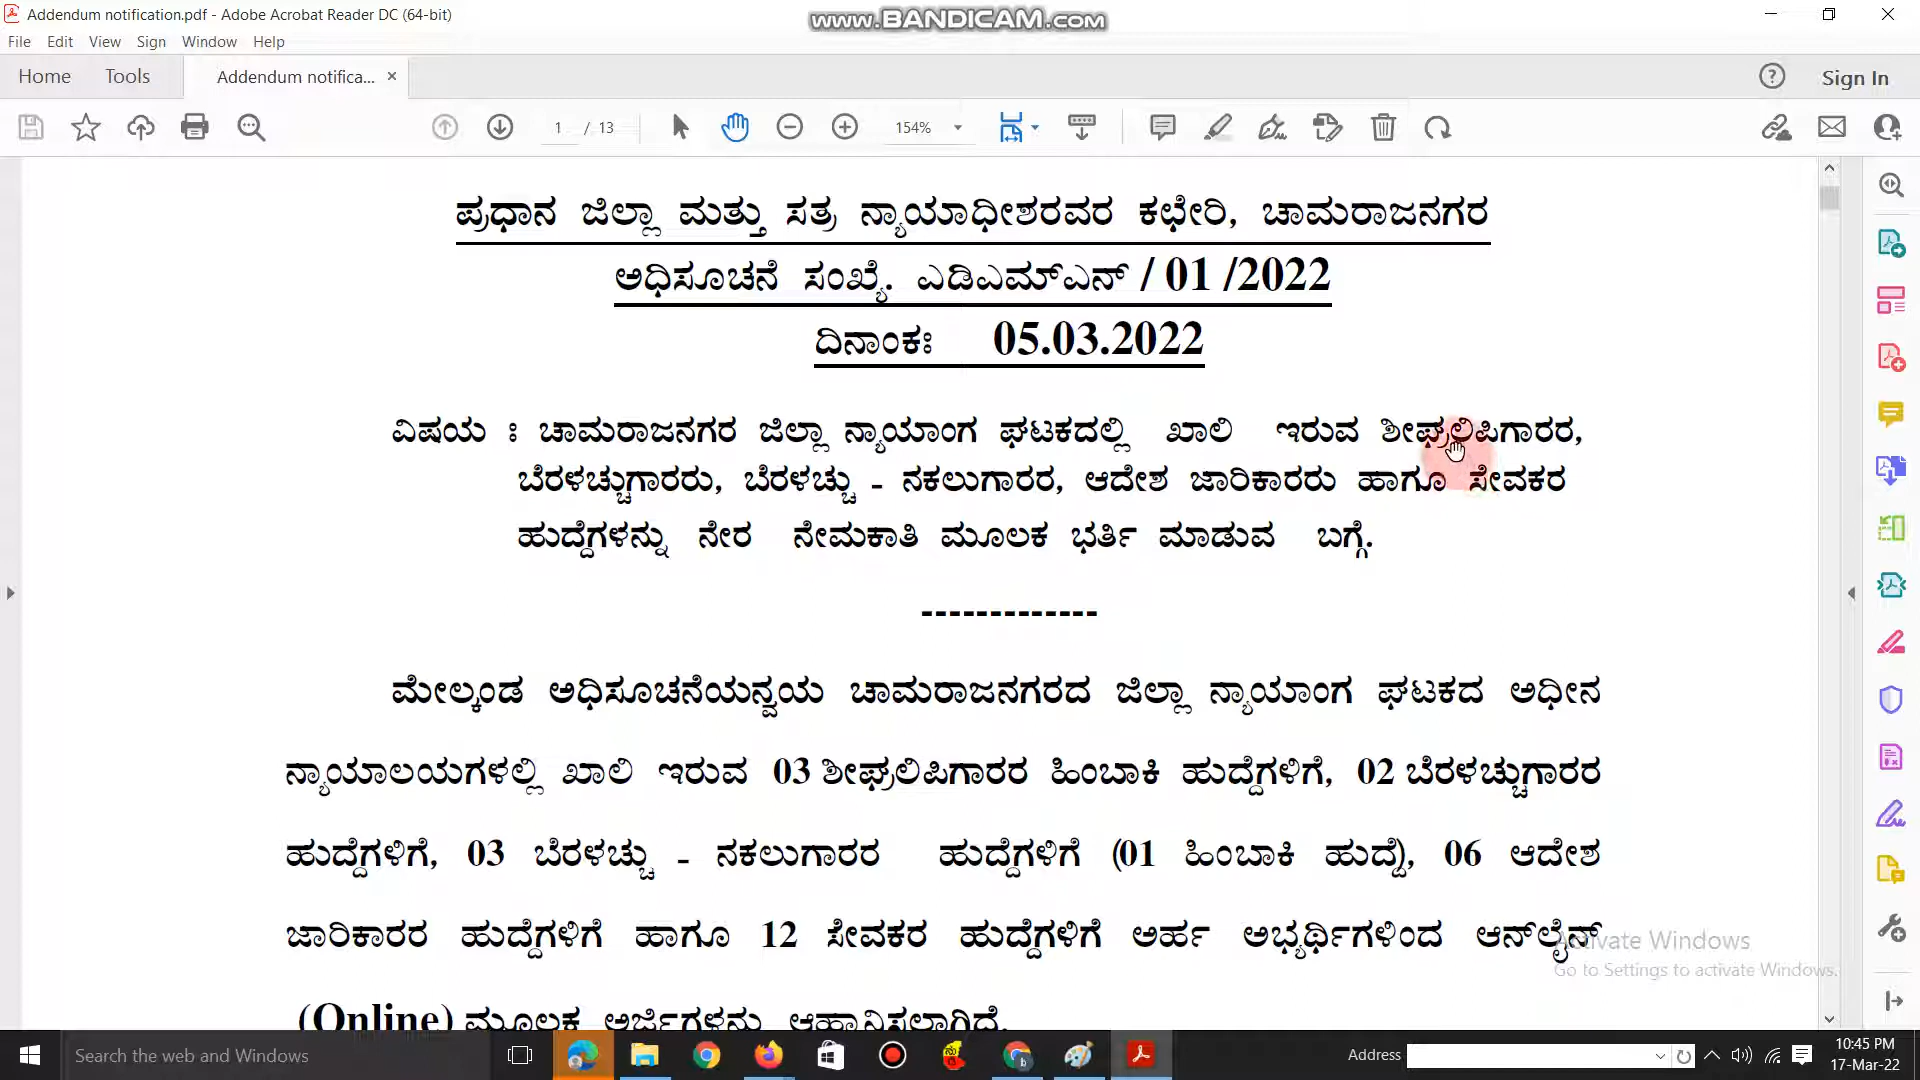 Addendum notification.pdf - Adobe Acrobat Reader DC (64-bit)
www.BANDICAM.com
File Edit View Sign Window Help
Home Tools Addendum notifica... × Sign In
1 / 13 154%
ಪ್ರಧಾನ ಜಿಲ್ಲಾ ಮತ್ತು ಸತ್ರ ನ್ಯಾಯಾಧೀಶರವರ ಕಛೇರಿ, ಚಾಮರಾಜನಗರ
ಅಧಿಸೂಚನೆ ಸಂಖ್ಯೆ. ಎಡಿಎಮ್ಎನ್ / 01 /2022
ದಿನಾಂಕಃ 05.03.2022
ವಿಷಯ ಃ ಚಾಮರಾಜನಗರ ಜಿಲ್ಲಾ ನ್ಯಾಯಾಂಗ ಘಟಕದಲ್ಲಿ ಖಾಲಿ ಇರುವ ಶೀಘ್ರಲಿಪಿಗಾರರ,
ಬೆರಳಚ್ಚುಗಾರರು, ಬೆರಳಚ್ಚು - ನಕಲುಗಾರರ, ಆದೇಶ ಜಾರಿಕಾರರು ಹಾಗೂ ಸೇವಕರ
ಹುದ್ದೆಗಳನ್ನು ನೇರ ನೇಮಕಾತಿ ಮೂಲಕ ಭರ್ತಿ ಮಾಡುವ ಬಗ್ಗೆ.
-------------
ಮೇಲ್ಕಂಡ ಅಧಿಸೂಚನೆಯನ್ವಯ ಚಾಮರಾಜನಗರದ ಜಿಲ್ಲಾ ನ್ಯಾಯಾಂಗ ಘಟಕದ ಅಧೀನ
ನ್ಯಾಯಾಲಯಗಳಲ್ಲಿ ಖಾಲಿ ಇರುವ 03 ಶೀಘ್ರಲಿಪಿಗಾರರ ಹಿಂಬಾಕಿ ಹುದ್ದೆಗಳಿಗೆ, 02 ಬೆರಳಚ್ಚುಗಾರರ
ಹುದ್ದೆಗಳಿಗೆ, 03 ಬೆರಳಚ್ಚು - ನಕಲುಗಾರರ ಹುದ್ದೆಗಳಿಗೆ (01 ಹಿಂಬಾಕಿ ಹುದ್ದೆ), 06 ಆದೇಶ
ಜಾರಿಕಾರರ ಹುದ್ದೆಗಳಿಗೆ ಹಾಗೂ 12 ಸೇವಕರ ಹುದ್ದೆಗಳಿಗೆ ಅರ್ಹ ಅಭ್ಯರ್ಥಿಗಳಿಂದ ಆನ್‌ಲೈನ್
(Online) ಮೂಲಕ ಅರ್ಜಿಗಳನ್ನು ಆಹ್ವಾನಿಸಲಾಗಿದೆ.
Activate Windows
Go to Settings to activate Windows.
Search the web and Windows
Address
10:45 PM
17-Mar-22